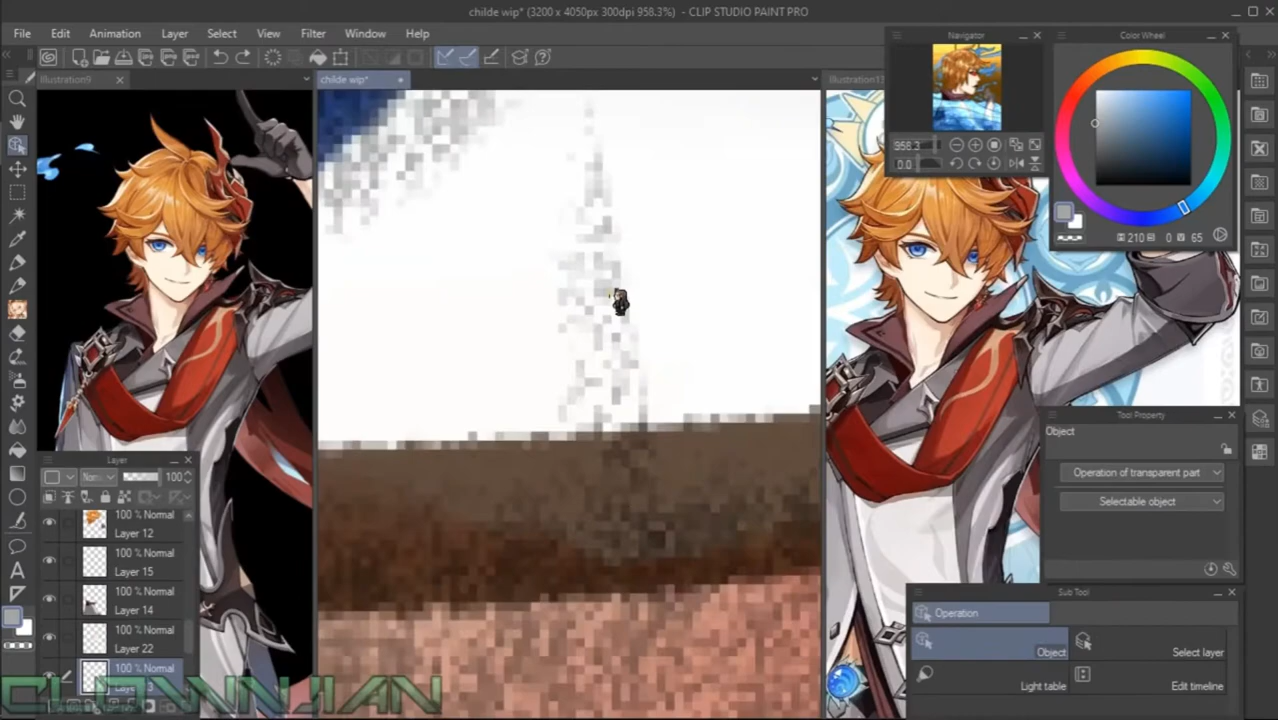 childe wip* (3200 x 4050px 300dpi 958.3%) - CLIP STUDIO PAINT PRO
File Edit Animation Layer Select View Filter Window Help
Illustration9
childe wip*
Illustration13
Navigator
958.3
0.0
Color Wheel
210 0 65
Tool Property
Object
Operation of transparent part
Selectable object
Sub Tool
Operation
Object
Select layer
Light table
Edit timeline
Layer
Norm 100
100 % Normal
Layer 12
100 % Normal
Layer 15
100 % Normal
Layer 14
100 % Normal
Layer 22
100 % Normal
CLOWNJIAN